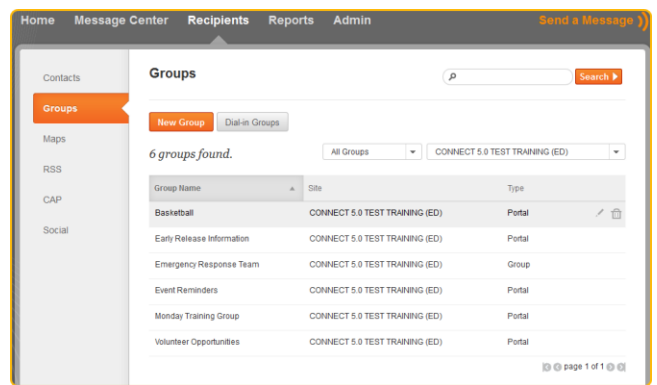 Home Message Center Recipients Reports Admin Send a Message
Contacts
Groups
Maps
RSS
CAP
Social
Groups
Search
New Group Dial-in Groups
6 groups found. All Groups CONNECT 5.0 TEST TRAINING (ED)
Group Name Site Type
Basketball CONNECT 5.0 TEST TRAINING (ED) Portal
Early Release Information CONNECT 5.0 TEST TRAINING (ED) Portal
Emergency Response Team CONNECT 5.0 TEST TRAINING (ED) Group
Event Reminders CONNECT 5.0 TEST TRAINING (ED) Portal
Monday Training Group CONNECT 5.0 TEST TRAINING (ED) Portal
Volunteer Opportunities CONNECT 5.0 TEST TRAINING (ED) Portal
page 1 of 1